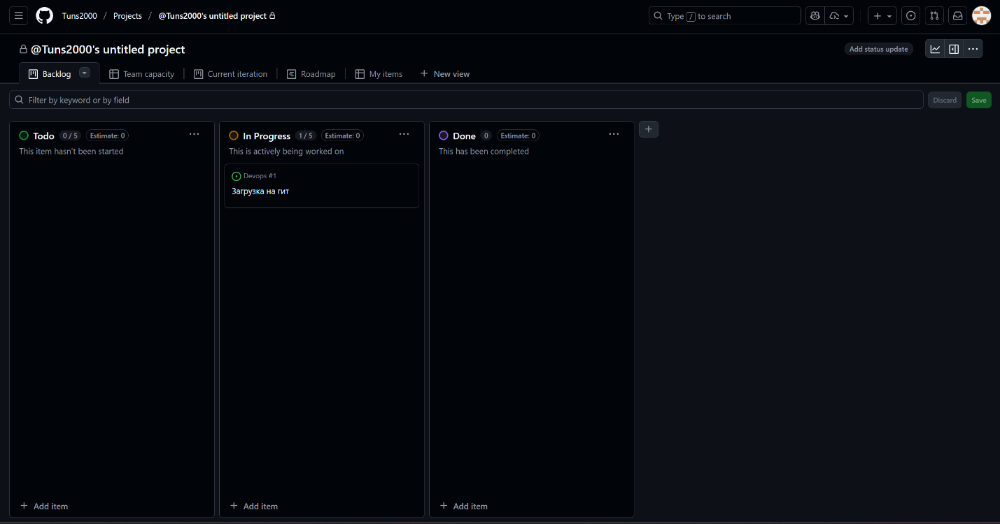 Tuns2000 / Projects / @Tuns2000's untitled project
Type / to search
@Tuns2000's untitled project
Add status update
Backlog
Team capacity
Current iteration
Roadmap
My items
New view
Filter by keyword or by field
Discard
Save
Todo 0 / 5 Estimate: 0
This item hasn't been started
Add item
In Progress 1 / 5 Estimate: 0
This is actively being worked on
Devops #1
Загрузка на гит
Add item
Done 0 Estimate: 0
This has been completed
Add item